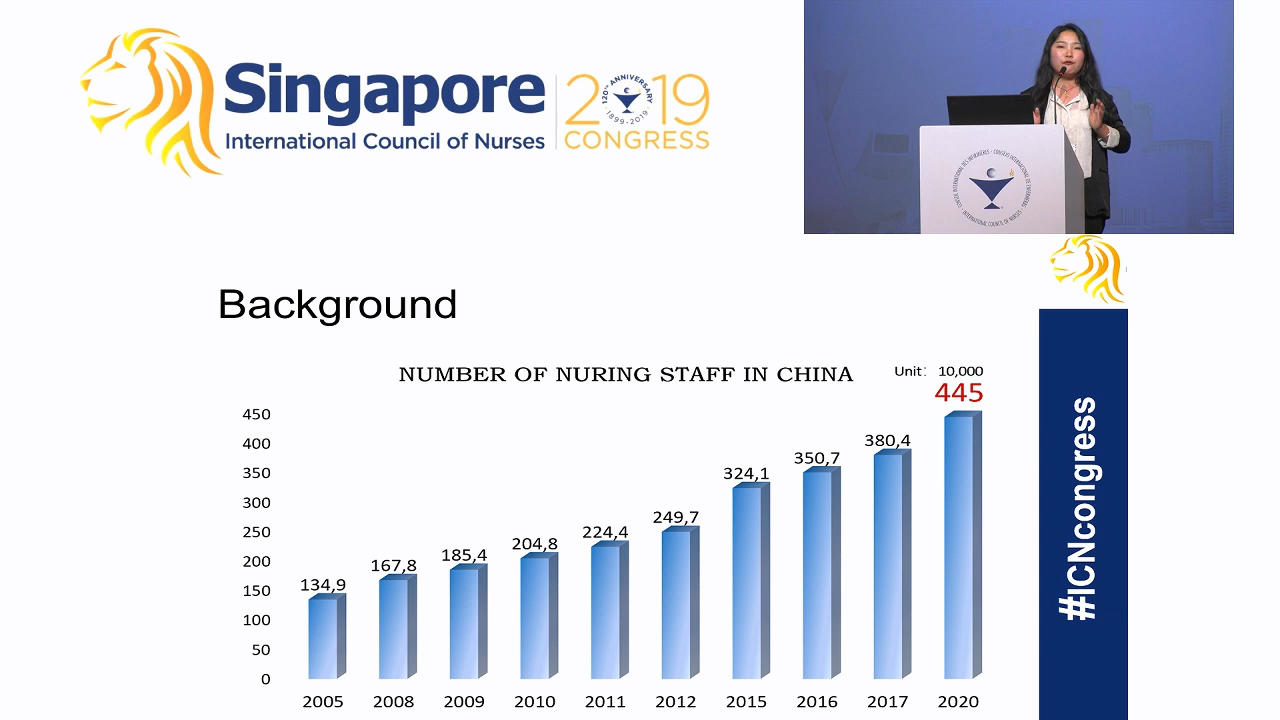 Singapore
International Council of Nurses
2019
CONGRESS
120TH ANNIVERSARY
1899-2019
Background
NUMBER OF NURING STAFF IN CHINA
Unit: 10,000
445
450
400
350
300
250
200
150
100
50
0
134,9
167,8
185,4
204,8
224,4
249,7
324,1
350,7
380,4
2005 2008 2009 2010 2011 2012 2015 2016 2017 2020
#ICNcongress